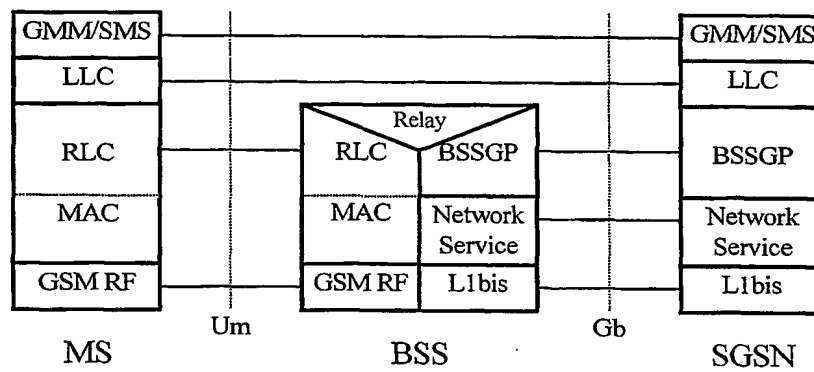 GMM/SMS
LLC
RLC
MAC
GSM RF
MS
Um
Relay
RLC
BSSGP
MAC
Network
Service
GSM RF
L1bis
BSS
Gb
GMM/SMS
LLC
BSSGP
Network
Service
L1bis
SGSN